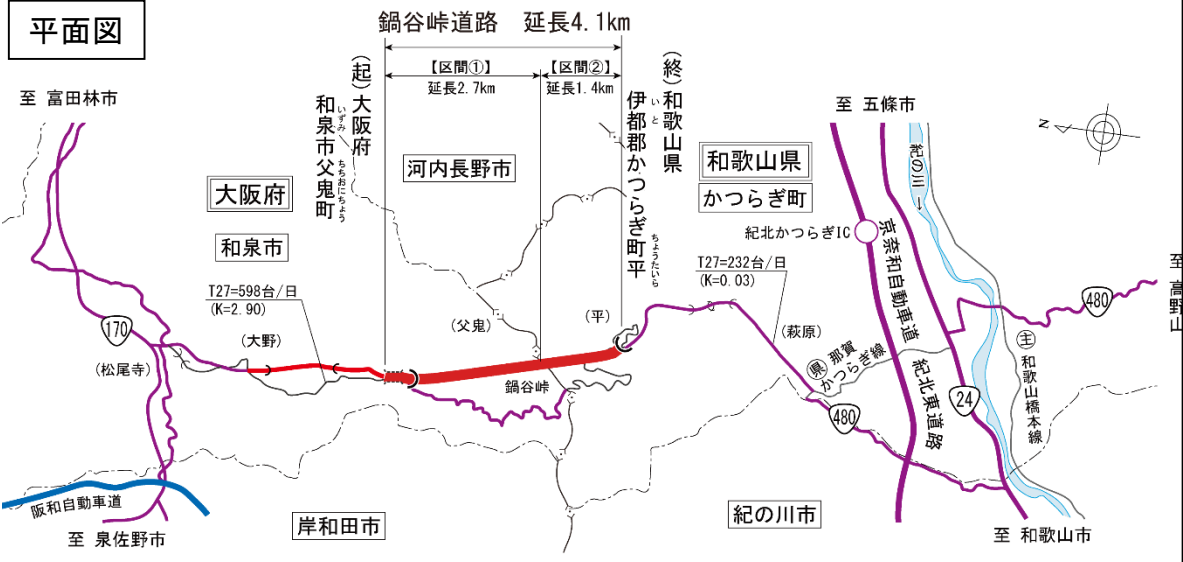 平面図
鍋谷峠道路 延長4.1km
【区間①】
延長2.7km
【区間②】
延長1.4km
(起)大阪府
和泉市父鬼町
いずみ
ちちおにちょう
(終)和歌山県
伊都郡かつらぎ町平
いと
ちょうたいら
至 富田林市
至 五條市
N
河内長野市
大阪府
和泉市
和歌山県
かつらぎ町
紀の川→
紀北かつらぎIC
京奈和自動車道
紀北東道路
T27=598台/日
(K=2.90)
T27=232台/日
(K=0.03)
170
(松尾寺)
(大野)
(父鬼)
(平)
鍋谷峠
(萩原)
県 那賀
かつらぎ線
480
480
24
主 和歌山橋本線
至 高野山
阪和自動車道
至 泉佐野市
岸和田市
紀の川市
至 和歌山市